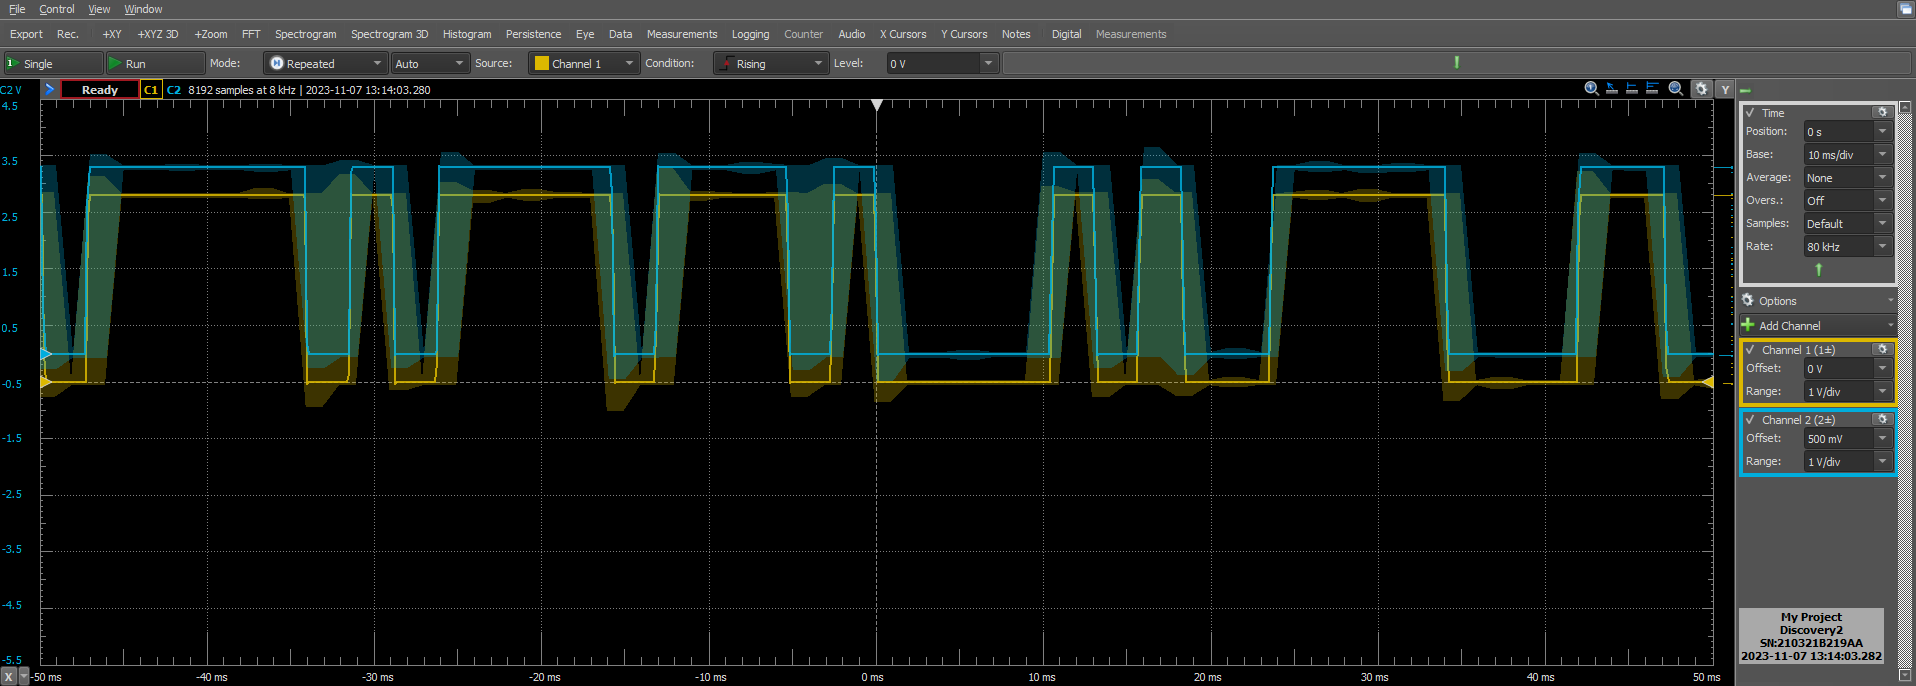 File Control View Window
Export Rec. +XY +XYZ 3D +Zoom FFT Spectrogram Spectrogram 3D Histogram Persistence Eye Data Measurements Logging Counter Audio X Cursors Y Cursors Notes Digital Measurements
1 Single Run Mode: Repeated Auto Source: Channel 1 Condition: Rising Level: 0 V
C2 V Ready C1 C2 8192 samples at 8 kHz | 2023-11-07 13:14:03.280 Y
4.5
3.5
2.5
1.5
0.5
-0.5
-1.5
-2.5
-3.5
-4.5
-5.5
X -50 ms -40 ms -30 ms -20 ms -10 ms 0 ms 10 ms 20 ms 30 ms 40 ms 50 ms
Time
Position: 0 s
Base: 10 ms/div
Average: None
Overs.: Off
Samples: Default
Rate: 80 kHz
Options
Add Channel
Channel 1 (1±)
Offset: 0 V
Range: 1 V/div
Channel 2 (2±)
Offset: 500 mV
Range: 1 V/div
My Project
Discovery2
SN:210321B219AA
2023-11-07 13:14:03.282